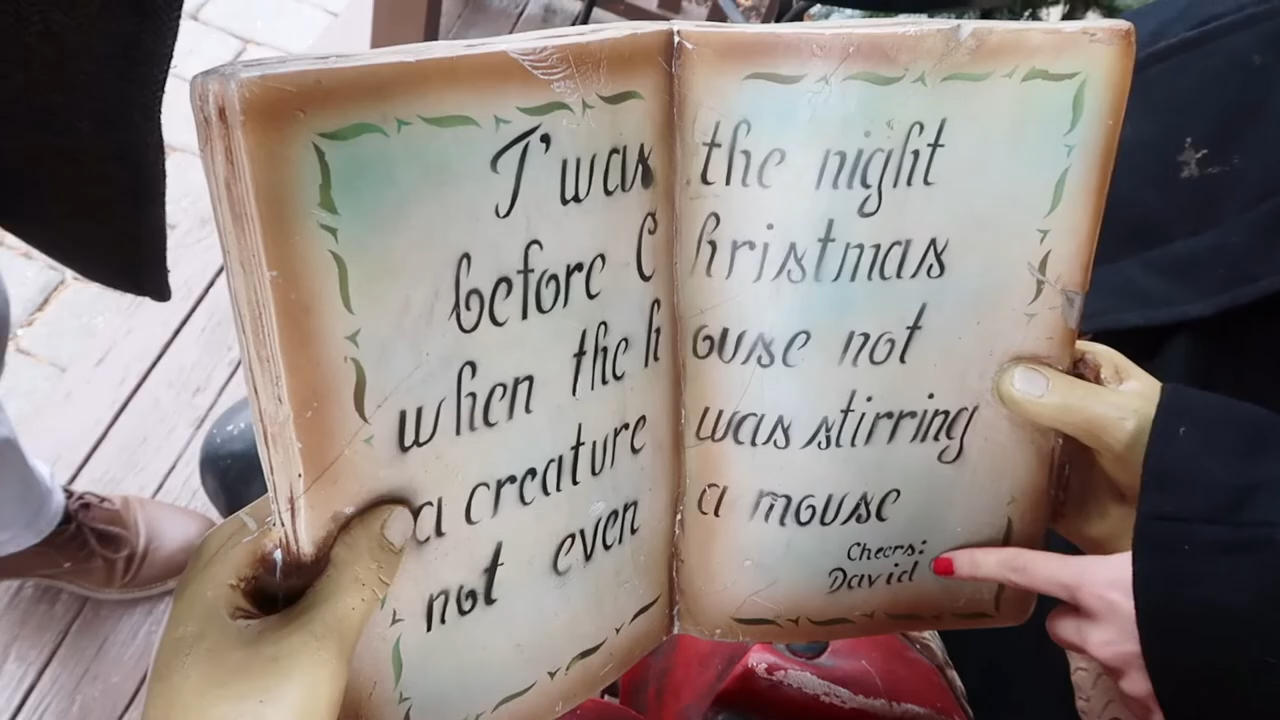 T'was the night
before Christmas
when the house not
a creature was stirring
not even a mouse
Cheers:
David